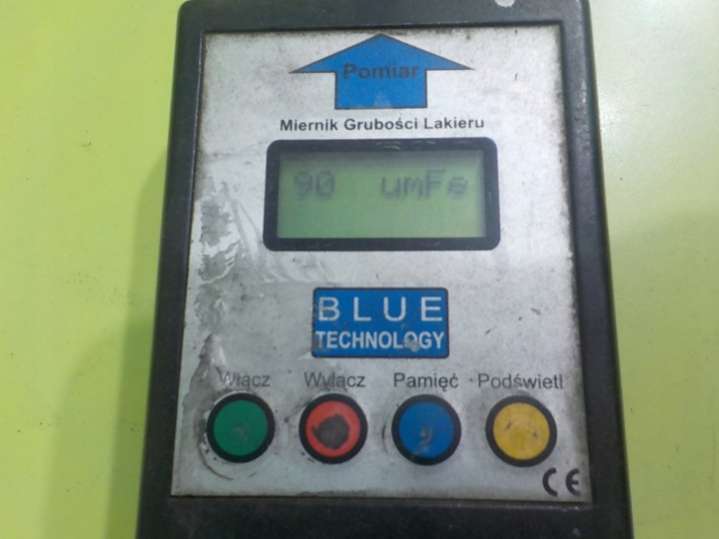 Pomiar
Miernik Grubości Lakieru
90 umFe
BLUE
TECHNOLOGY
Włącz Wyłącz Pamięć Podświetl
CE